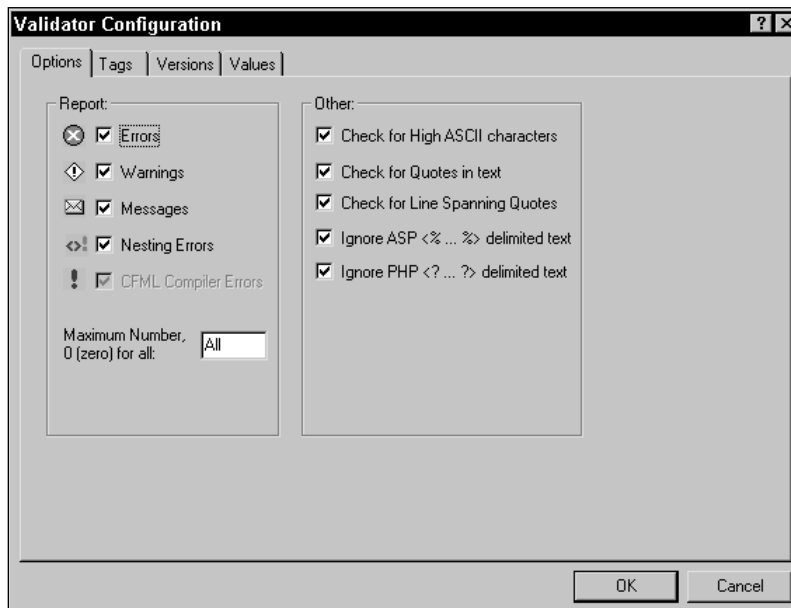 Validator Configuration
Options
Tags
Versions
Values
Report:
Errors
Warnings
Messages
Nesting Errors
CFML Compiler Errors
Maximum Number,
0 (zero) for all:
All
Other:
Check for High ASCII characters
Check for Quotes in text
Check for Line Spanning Quotes
Ignore ASP <% ... %> delimited text
Ignore PHP <? ... ?> delimited text
OK
Cancel